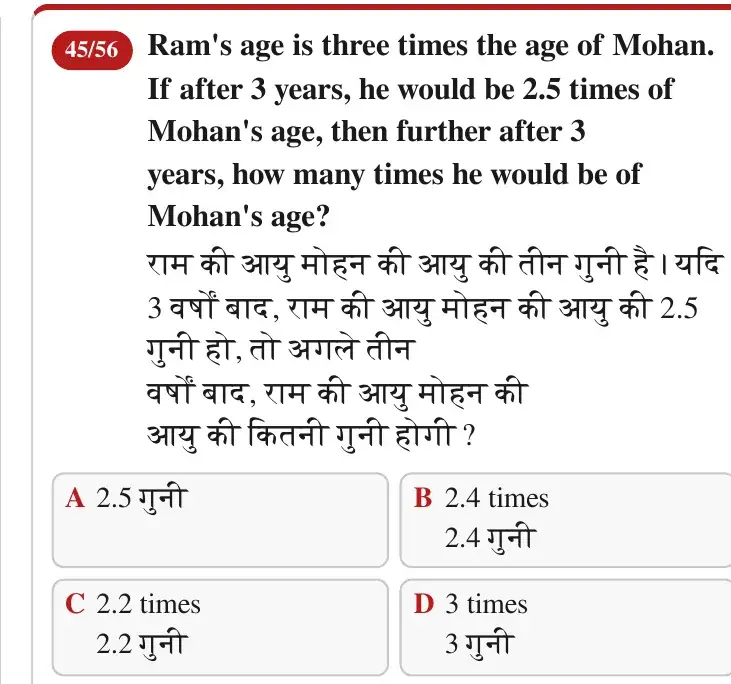 45/56 Ram's age is three times the age of Mohan.
If after 3 years, he would be 2.5 times of
Mohan's age, then further after 3
years, how many times he would be of
Mohan's age?
राम की आयु मोहन की आयु की तीन गुनी है। यदि
3 वर्षों बाद, राम की आयु मोहन की आयु की 2.5
गुनी हो, तो अगले तीन
वर्षों बाद, राम की आयु मोहन की
आयु की कितनी गुनी होगी ?
A 2.5 गुनी
B 2.4 times
2.4 गुनी
C 2.2 times
2.2 गुनी
D 3 times
3 गुनी